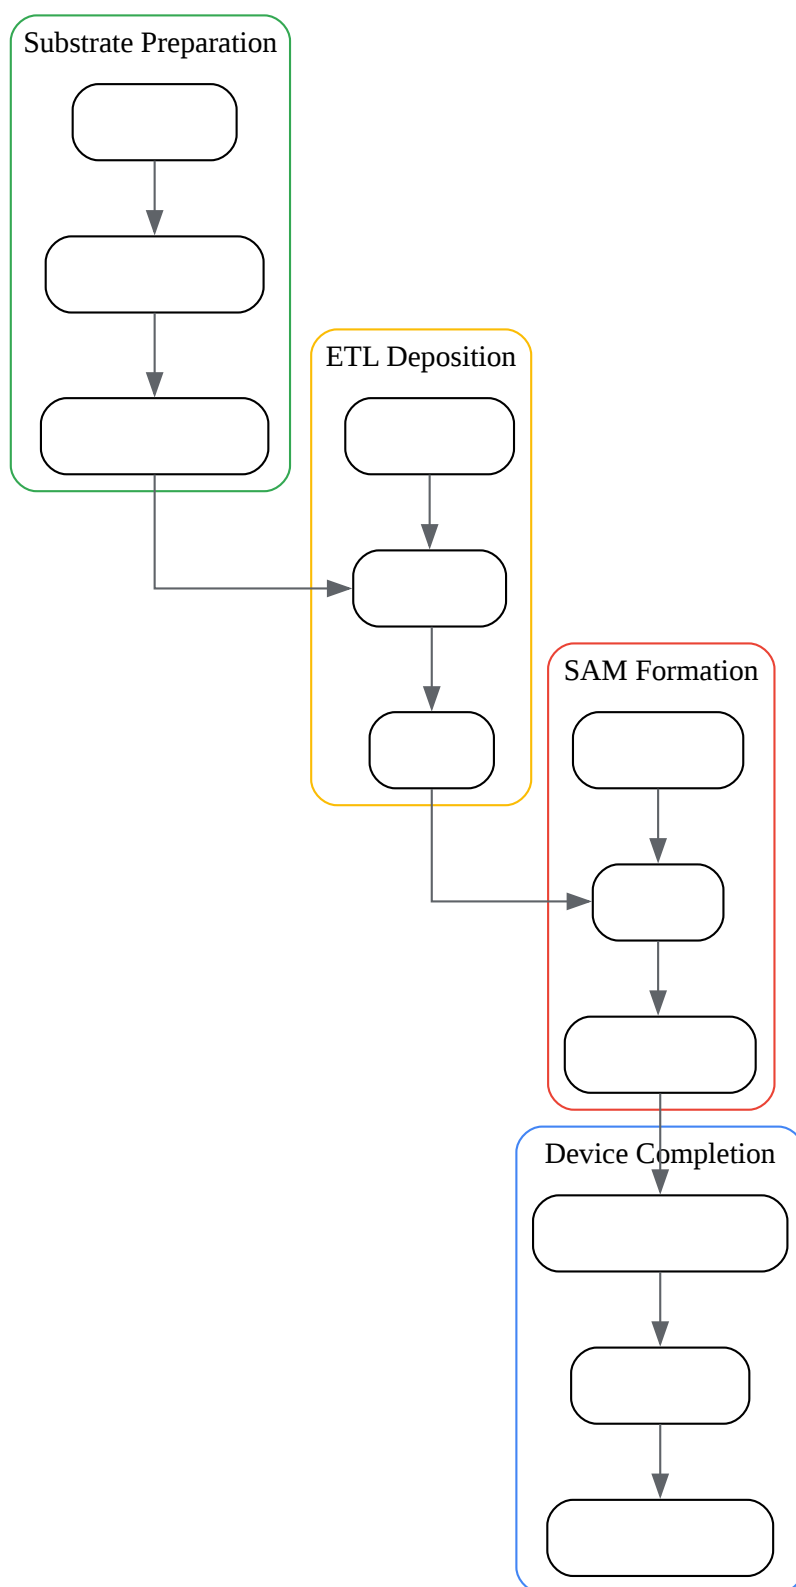 Substrate Preparation
ETL Deposition
SAM Formation
Device Completion